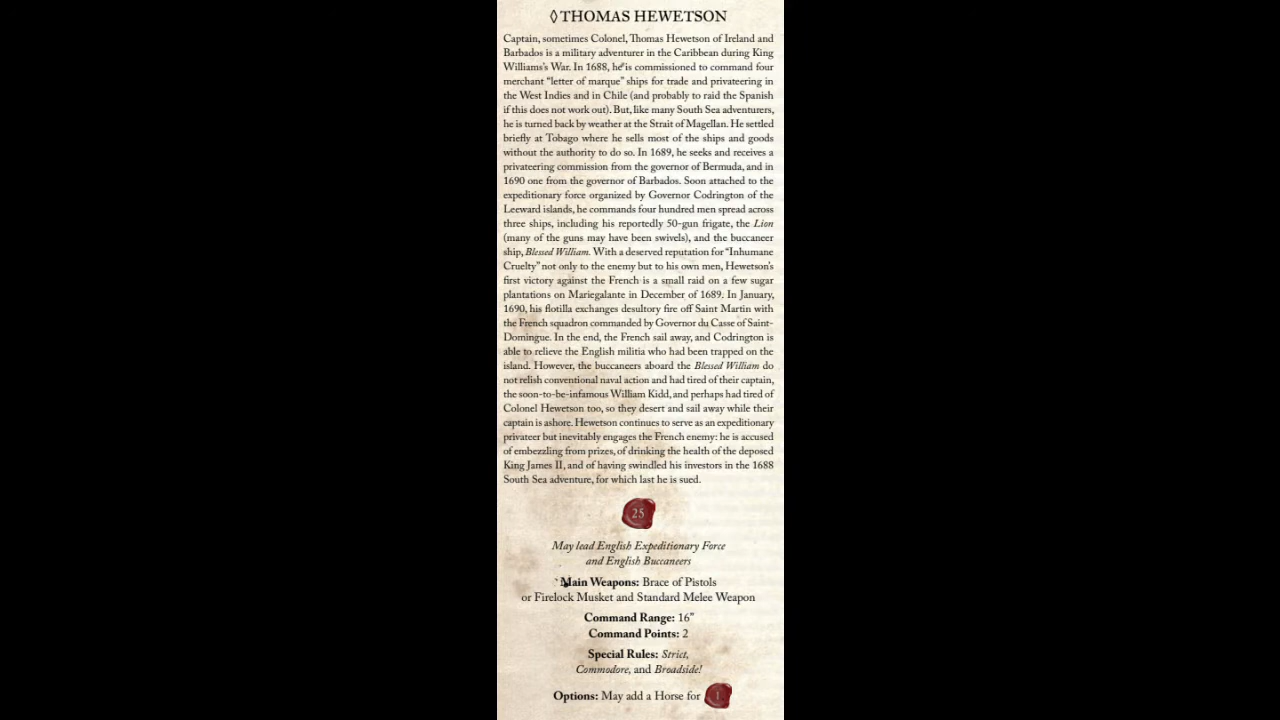 ◊THOMAS HEWETSON
Captain, sometimes Colonel, Thomas Hewetson of Ireland and
Barbados is a military adventurer in the Caribbean during King
Williams's War. In 1688, he is commissioned to command four
merchant "letter of marque" ships for trade and privateering in
the West Indies and in Chile (and probably to raid the Spanish
if this does not work out). But, like many South Sea adventurers,
he is turned back by weather at the Strait of Magellan. He settled
briefly at Tobago where he sells most of the ships and goods
without the authority to do so. In 1689, he seeks and receives a
privateering commission from the governor of Bermuda, and in
1690 one from the governor of Barbados. Soon attached to the
expeditionary force organized by Governor Codrington of the
Leeward islands, he commands four hundred men spread across
three ships, including his reportedly 50-gun frigate, the Lion
(many of the guns may have been swivels), and the buccaneer
ship, Blessed William. With a deserved reputation for "Inhumane
Cruelty" not only to the enemy but to his own men, Hewetson's
first victory against the French is a small raid on a few sugar
plantations on Mariegalante in December of 1689. In January,
1690, his flotilla exchanges desultory fire off Saint Martin with
the French squadron commanded by Governor du Casse of Saint-
Domingue. In the end, the French sail away, and Codrington is
able to relieve the English militia who had been trapped on the
island. However, the buccaneers aboard the Blessed William do
not relish conventional naval action and had tired of their captain,
the soon-to-be-infamous William Kidd, and perhaps had tired of
Colonel Hewetson too, so they desert and sail away while their
captain is ashore. Hewetson continues to serve as an expeditionary
privateer but inevitably engages the French enemy: he is accused
of embezzling from prizes, of drinking the health of the deposed
King James II, and of having swindled his investors in the 1688
South Sea adventure, for which last he is sued.
25
May lead English Expeditionary Force
and English Buccaneers
Main Weapons: Brace of Pistols
or Firelock Musket and Standard Melee Weapon
Command Range: 16"
Command Points: 2
Special Rules: Strict,
Commodore, and Broadside!
Options: May add a Horse for 1